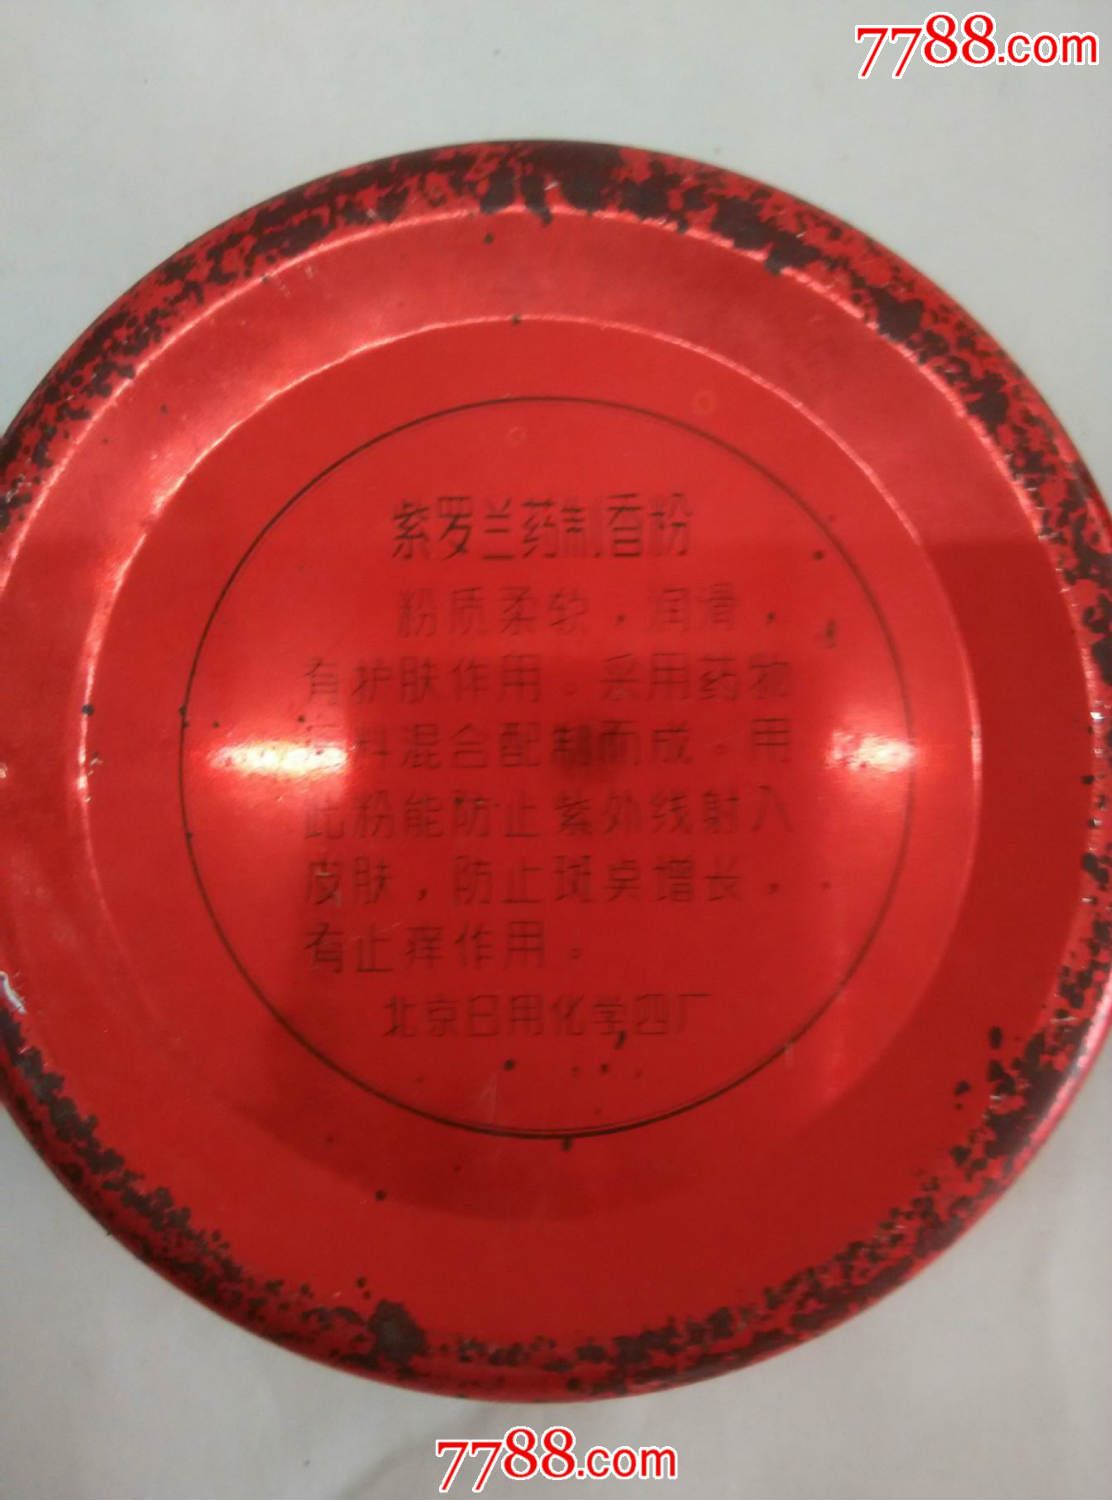 7788.com
紫罗兰药制香粉
粉质柔软，润滑，
有护肤作用。采用药物
原料混合配制而成。用
此粉能防止紫外线射入
皮肤，防止斑点增长，
有止痒作用。
北京日用化学四厂
7788.com